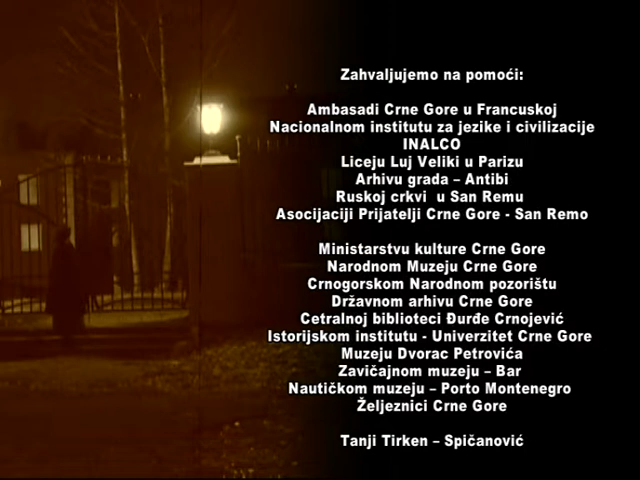 Zahvaljujemo na pomoći:
Ambasadi Crne Gore u Francuskoj
Nacionalnom institutu za jezike i civilizacije
INALCO
Liceju Luj Veliki u Parizu
Arhivu grada – Antibi
Ruskoj crkvi u San Remu
Asocijaciji Prijatelji Crne Gore - San Remo
Ministarstvu kulture Crne Gore
Narodnom Muzeju Crne Gore
Crnogorskom Narodnom pozorištu
Državnom arhivu Crne Gore
Cetralnoj biblioteci Đurđe Crnojević
Istorijskom institutu - Univerzitet Crne Gore
Muzeju Dvorac Petrovića
Zavičajnom muzeju – Bar
Nautičkom muzeju – Porto Montenegro
Željeznici Crne Gore
Tanji Tirken – Spičanović